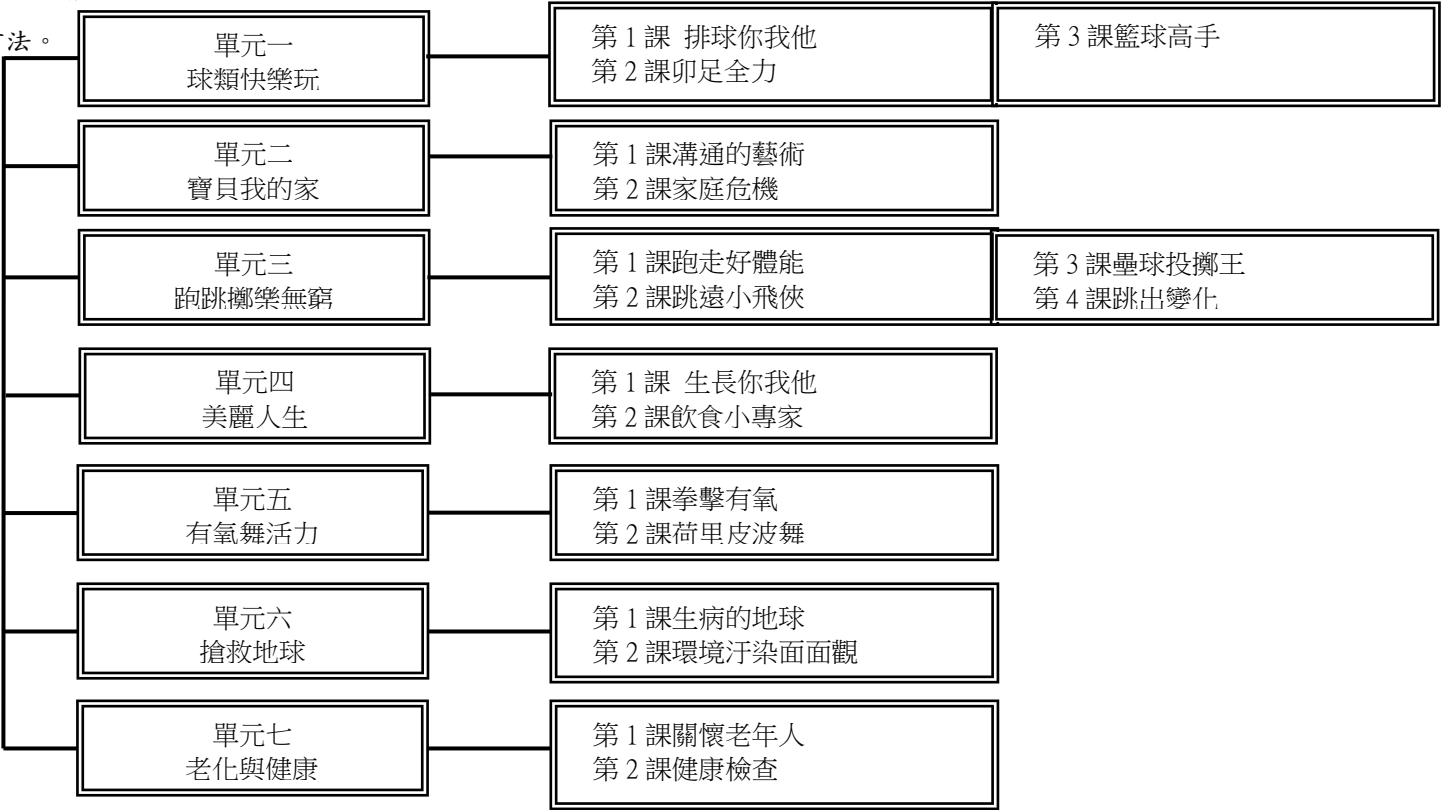 法。
單元一
球類快樂玩
第 1 課 排球你我他
第 2 課卯足全力
第 3 課籃球高手
單元二
寶貝我的家
第 1 課溝通的藝術
第 2 課家庭危機
單元三
跑跳擲樂無窮
第 1 課跑走好體能
第 2 課跳遠小飛俠
第 3 課壘球投擲王
第 4 課跳出變化
單元四
美麗人生
第 1 課 生長你我他
第 2 課飲食小專家
單元五
有氧舞活力
第 1 課拳擊有氧
第 2 課荷里皮波舞
單元六
搶救地球
第 1 課生病的地球
第 2 課環境汙染面面觀
單元七
老化與健康
第 1 課關懷老年人
第 2 課健康檢查